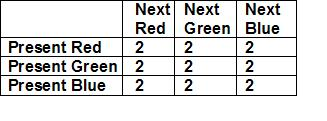 Next Next Next
Red Green Blue
Present Red 2 2 2
Present Green 2 2 2
Present Blue 2 2 2